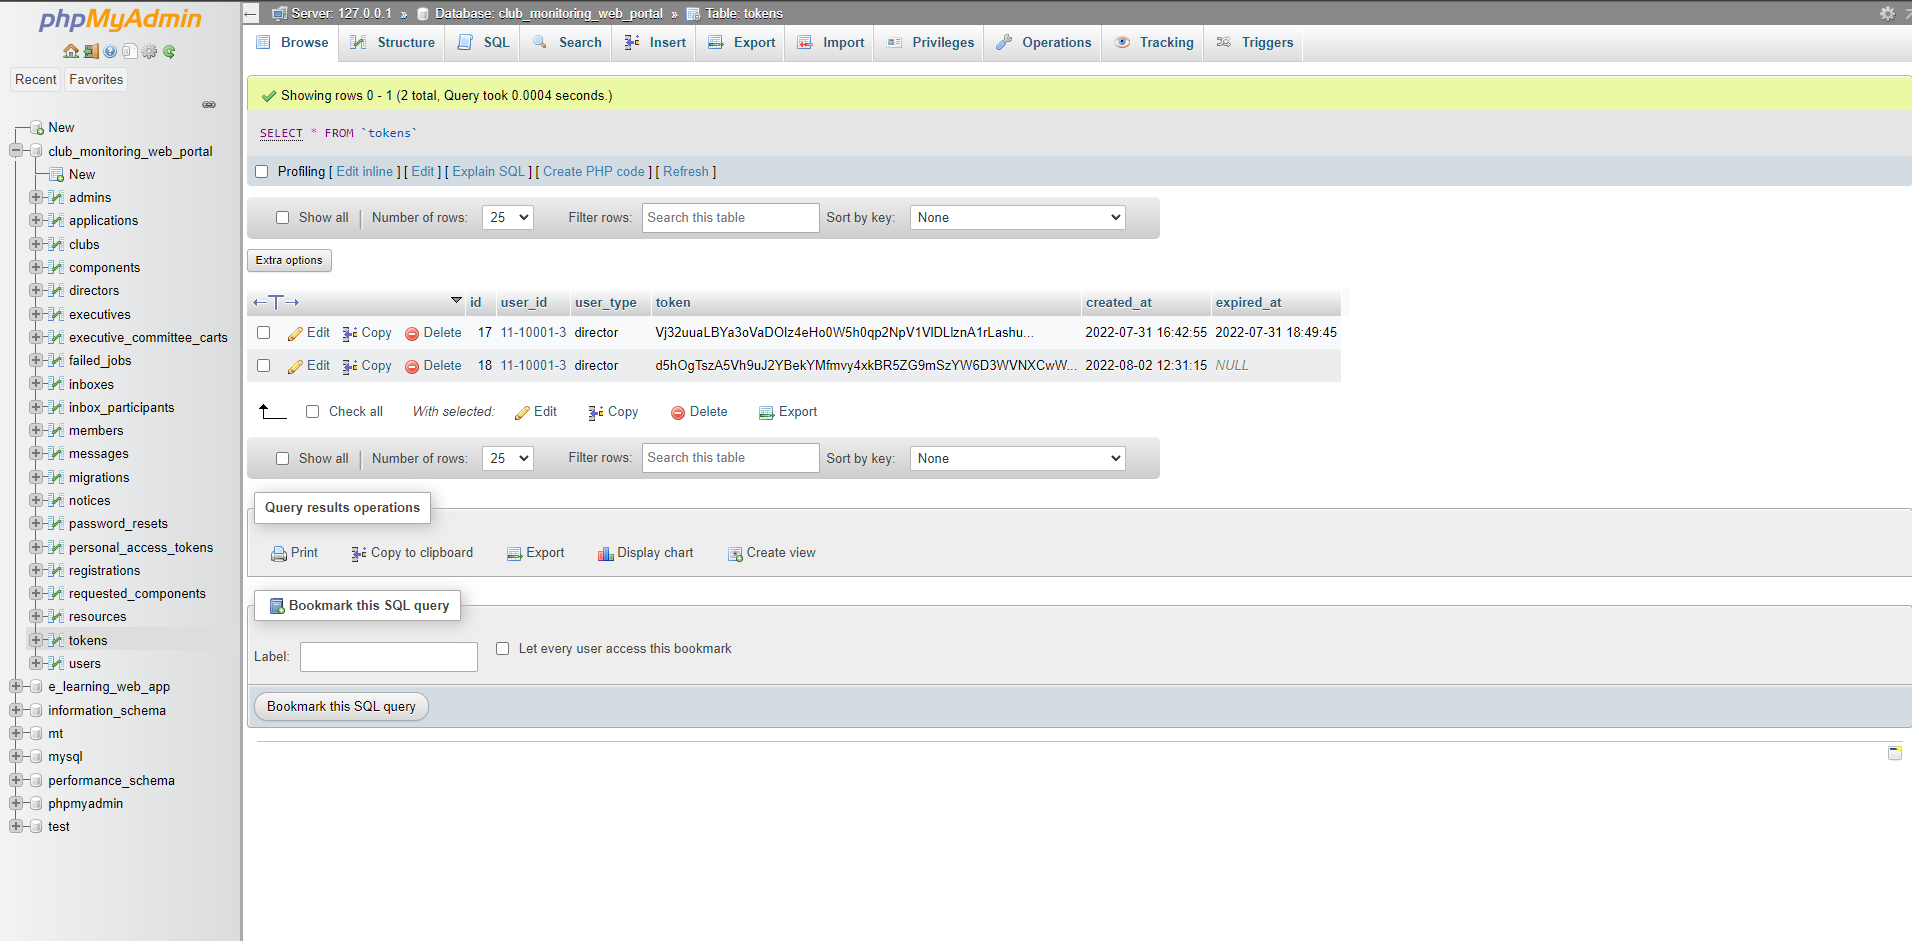 phpMyAdmin
Recent Favorites
New
club_monitoring_web_portal
New
admins
applications
clubs
components
directors
executives
executive_committee_carts
failed_jobs
inboxes
inbox_participants
members
messages
migrations
notices
password_resets
personal_access_tokens
registrations
requested_components
resources
tokens
users
e_learning_web_app
information_schema
mt
mysql
performance_schema
phpmyadmin
test
Server: 127.0.0.1 » Database: club_monitoring_web_portal » Table: tokens
Browse Structure SQL Search Insert Export Import Privileges Operations Tracking Triggers
Showing rows 0 - 1 (2 total, Query took 0.0004 seconds.)
SELECT * FROM `tokens`
Profiling [ Edit inline ] [ Edit ] [ Explain SQL ] [ Create PHP code ] [ Refresh ]
Show all | Number of rows: 25 Filter rows: Search this table Sort by key: None
Extra options
←T→ id user_id user_type token created_at expired_at
Edit Copy Delete 17 11-10001-3 director Vj32uuaLBYa3oVaDOIz4eHo0W5h0qp2NpV1VIDLlznA1rLashu... 2022-07-31 16:42:55 2022-07-31 18:49:45
Edit Copy Delete 18 11-10001-3 director d5hOgTszA5Vh9uJ2YBekYMfmvy4xkBR5ZG9mSzYW6D3WVNXCwW... 2022-08-02 12:31:15 NULL
Check all With selected: Edit Copy Delete Export
Show all | Number of rows: 25 Filter rows: Search this table Sort by key: None
Query results operations
Print Copy to clipboard Export Display chart Create view
Bookmark this SQL query
Label: Let every user access this bookmark
Bookmark this SQL query